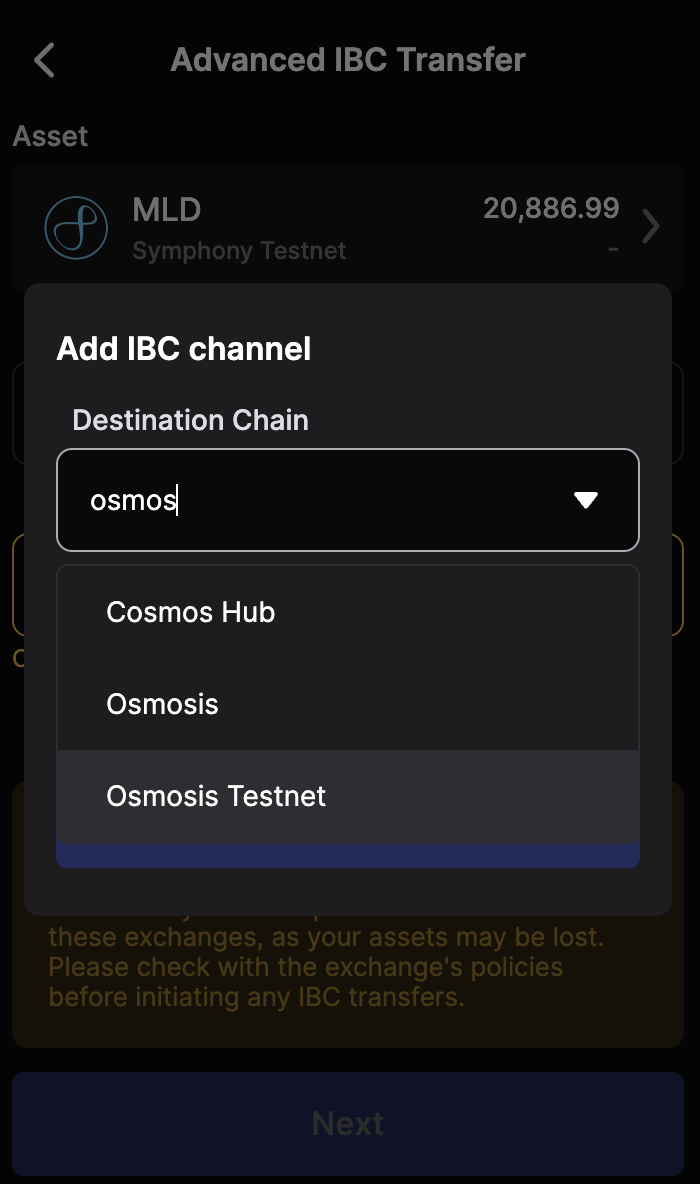 Advanced IBC Transfer
Asset
MLD
20,886.99
Symphony Testnet
-
Add IBC channel
Destination Chain
osmos
Cosmos Hub
Osmosis
Osmosis Testnet
these exchanges, as your assets may be lost.
Please check with the exchange's policies
before initiating any IBC transfers.
Next